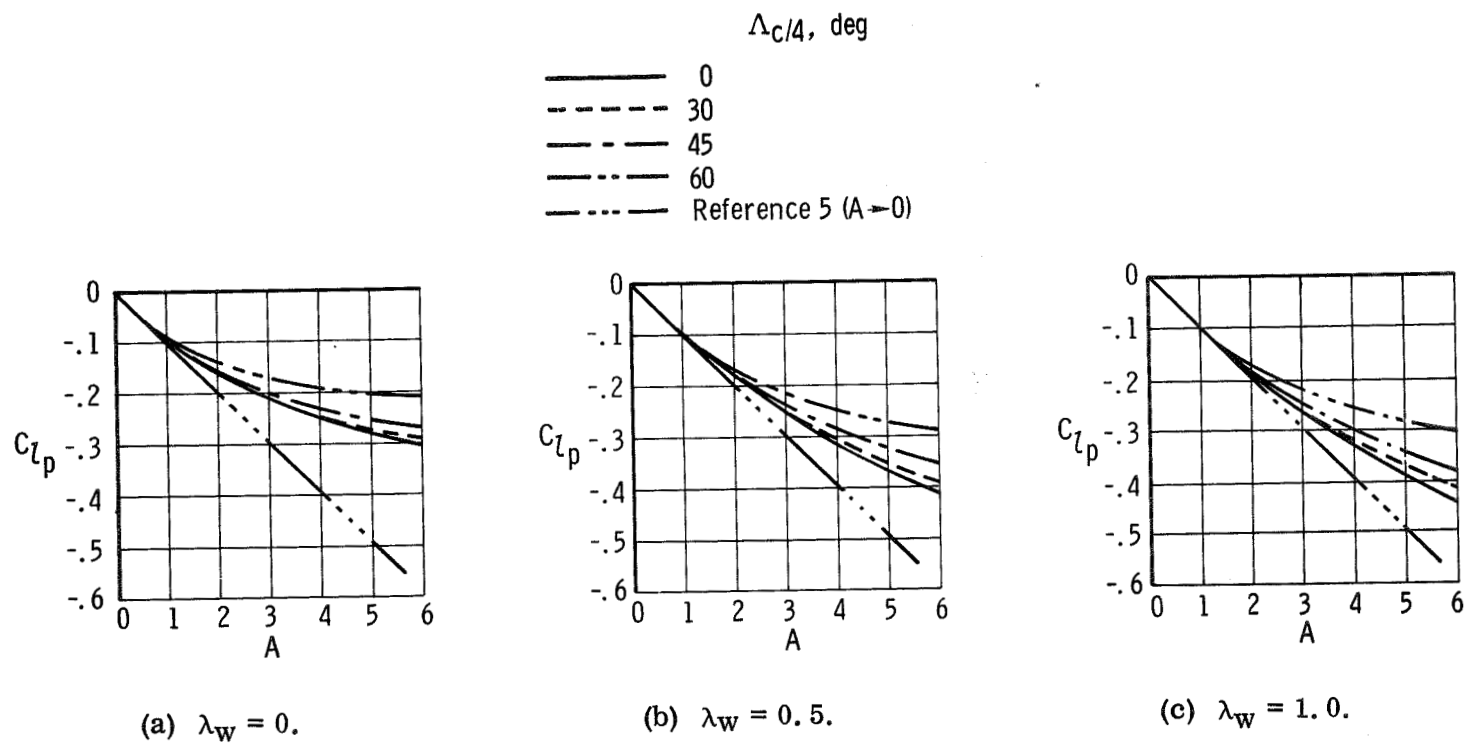 Λc/4, deg
0
30
45
60
Reference 5 (A→0)
0
-.1
-.2
-.3
-.4
-.5
-.6
Clp
0 1 2 3 4 5 6
A
(a) λw = 0.
0
-.1
-.2
-.3
-.4
-.5
-.6
Clp
0 1 2 3 4 5 6
A
(b) λw = 0.5.
0
-.1
-.2
-.3
-.4
-.5
-.6
Clp
0 1 2 3 4 5 6
A
(c) λw = 1.0.